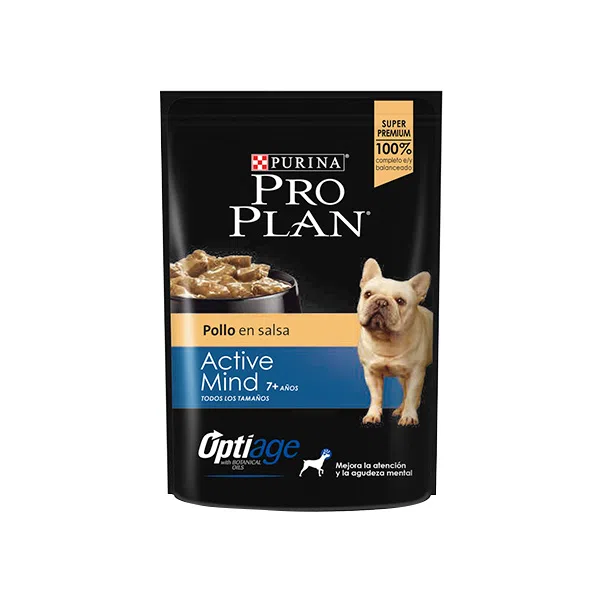 SUPER
PREMIUM
100%
completo e/y
balanceado
PURINA®
PRO
PLAN®
Pollo en salsa
Active
Mind 7+ AÑOS
TODOS LOS TAMAÑOS
Optiage
with BOTANICAL
OILS
Mejora la atención
y la agudeza mental